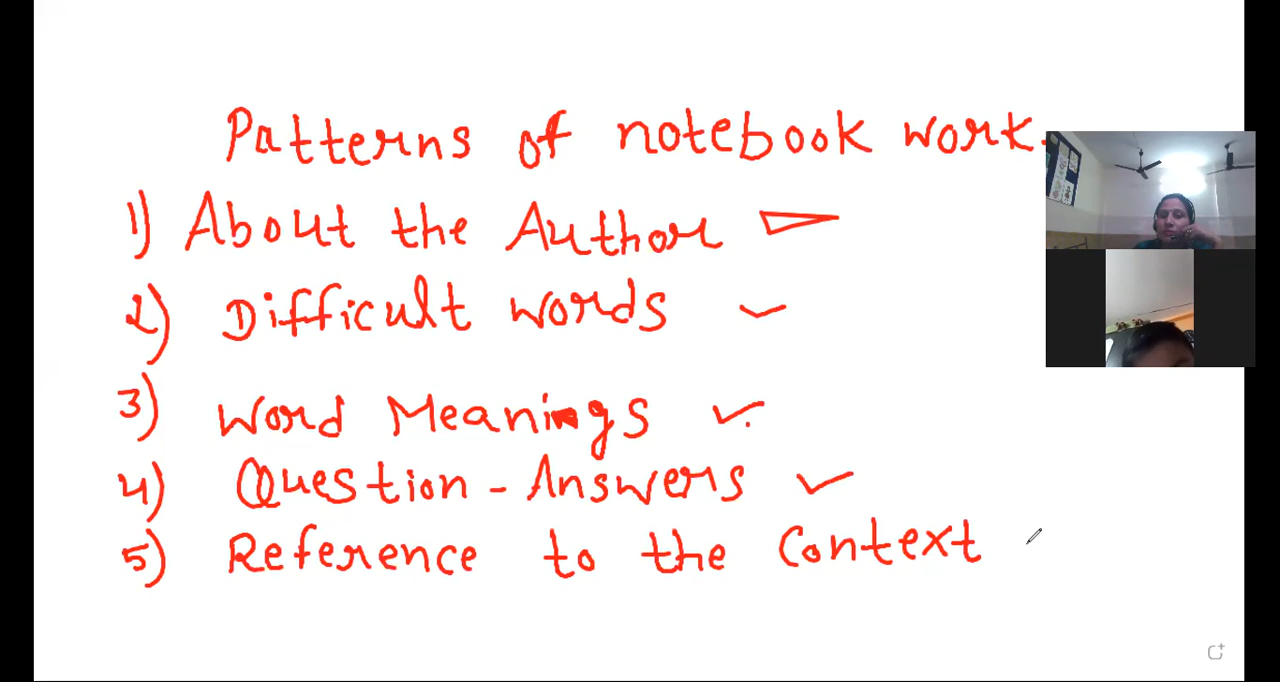 Patterns of notebook work.
1) About the Author
2) Difficult words
3) Word Meanings
4) Question - Answers
5) Reference to the Context